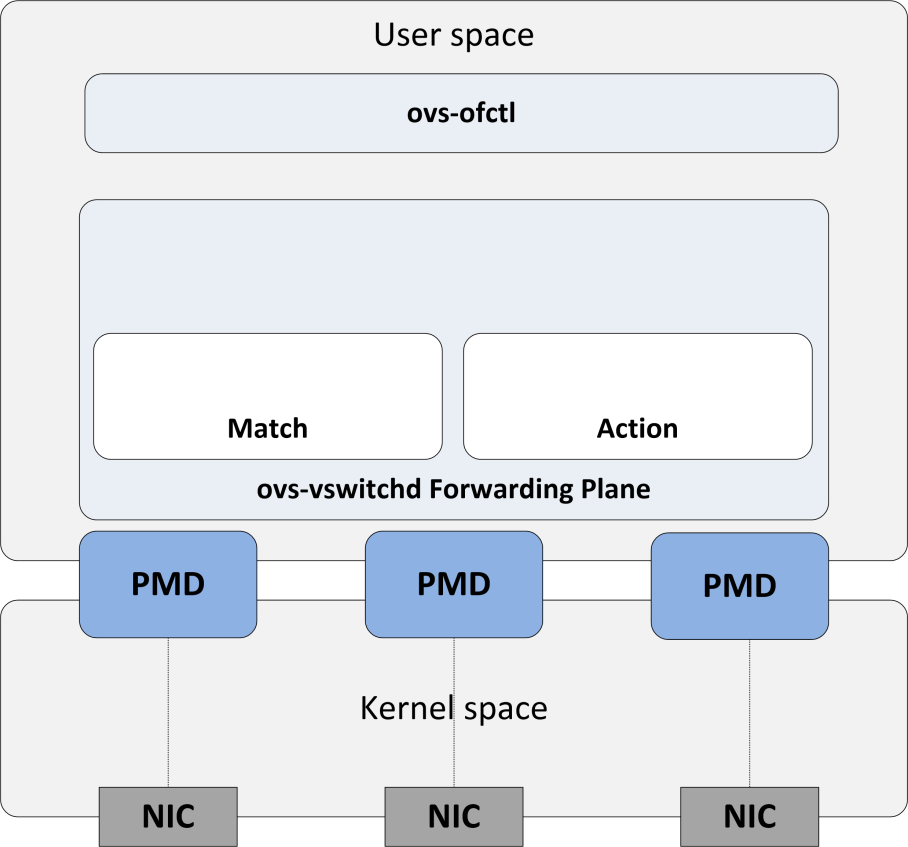 User space
ovs-ofctl
Match
Action
ovs-vswitchd Forwarding Plane
PMD
PMD
PMD
Kernel space
NIC
NIC
NIC